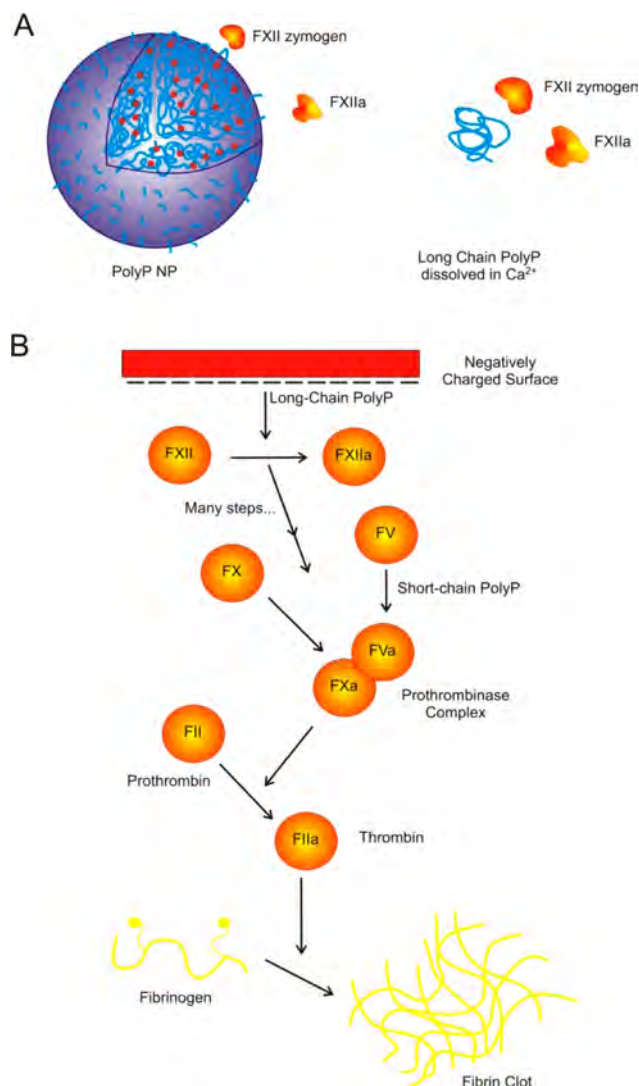 A
FXII zymogen
FXIIa
PolyP NP
FXII zymogen
FXIIa
Long Chain PolyP
dissolved in Ca²⁺
B
Negatively
Charged Surface
Long-Chain PolyP
FXII
FXIIa
Many steps...
FV
FX
Short-chain PolyP
FVa
FXa
Prothrombinase
Complex
FII
Prothrombin
FIIa
Thrombin
Fibrinogen
Fibrin Clot